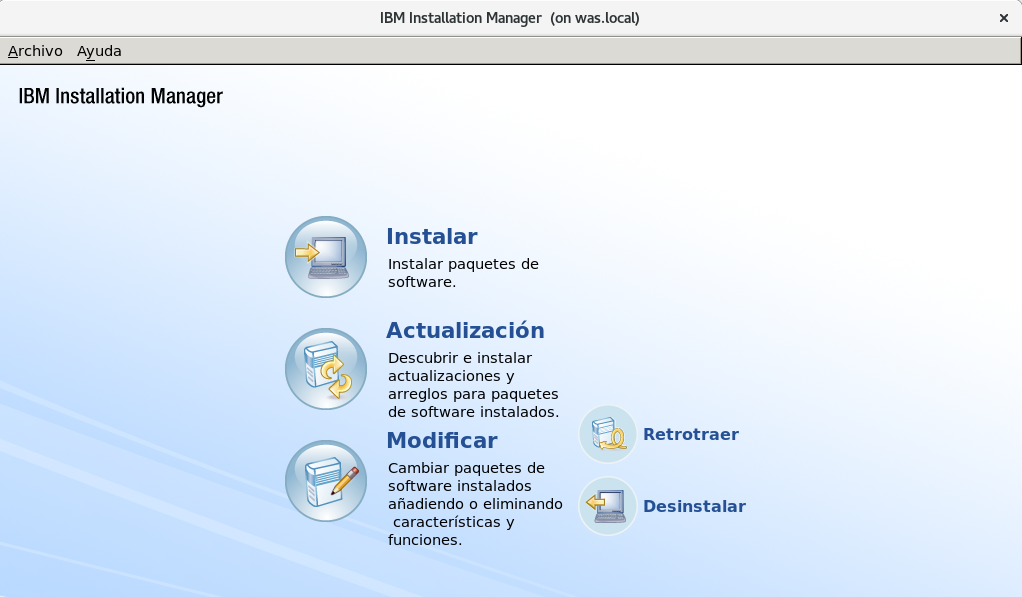 IBM Installation Manager (on was.local)
Archivo Ayuda
IBM Installation Manager
Instalar
Instalar paquetes de
software.
Actualización
Descubrir e instalar
actualizaciones y
arreglos para paquetes
de software instalados.
Modificar
Cambiar paquetes de
software instalados
añadiendo o eliminando
características y
funciones.
Retrotraer
Desinstalar